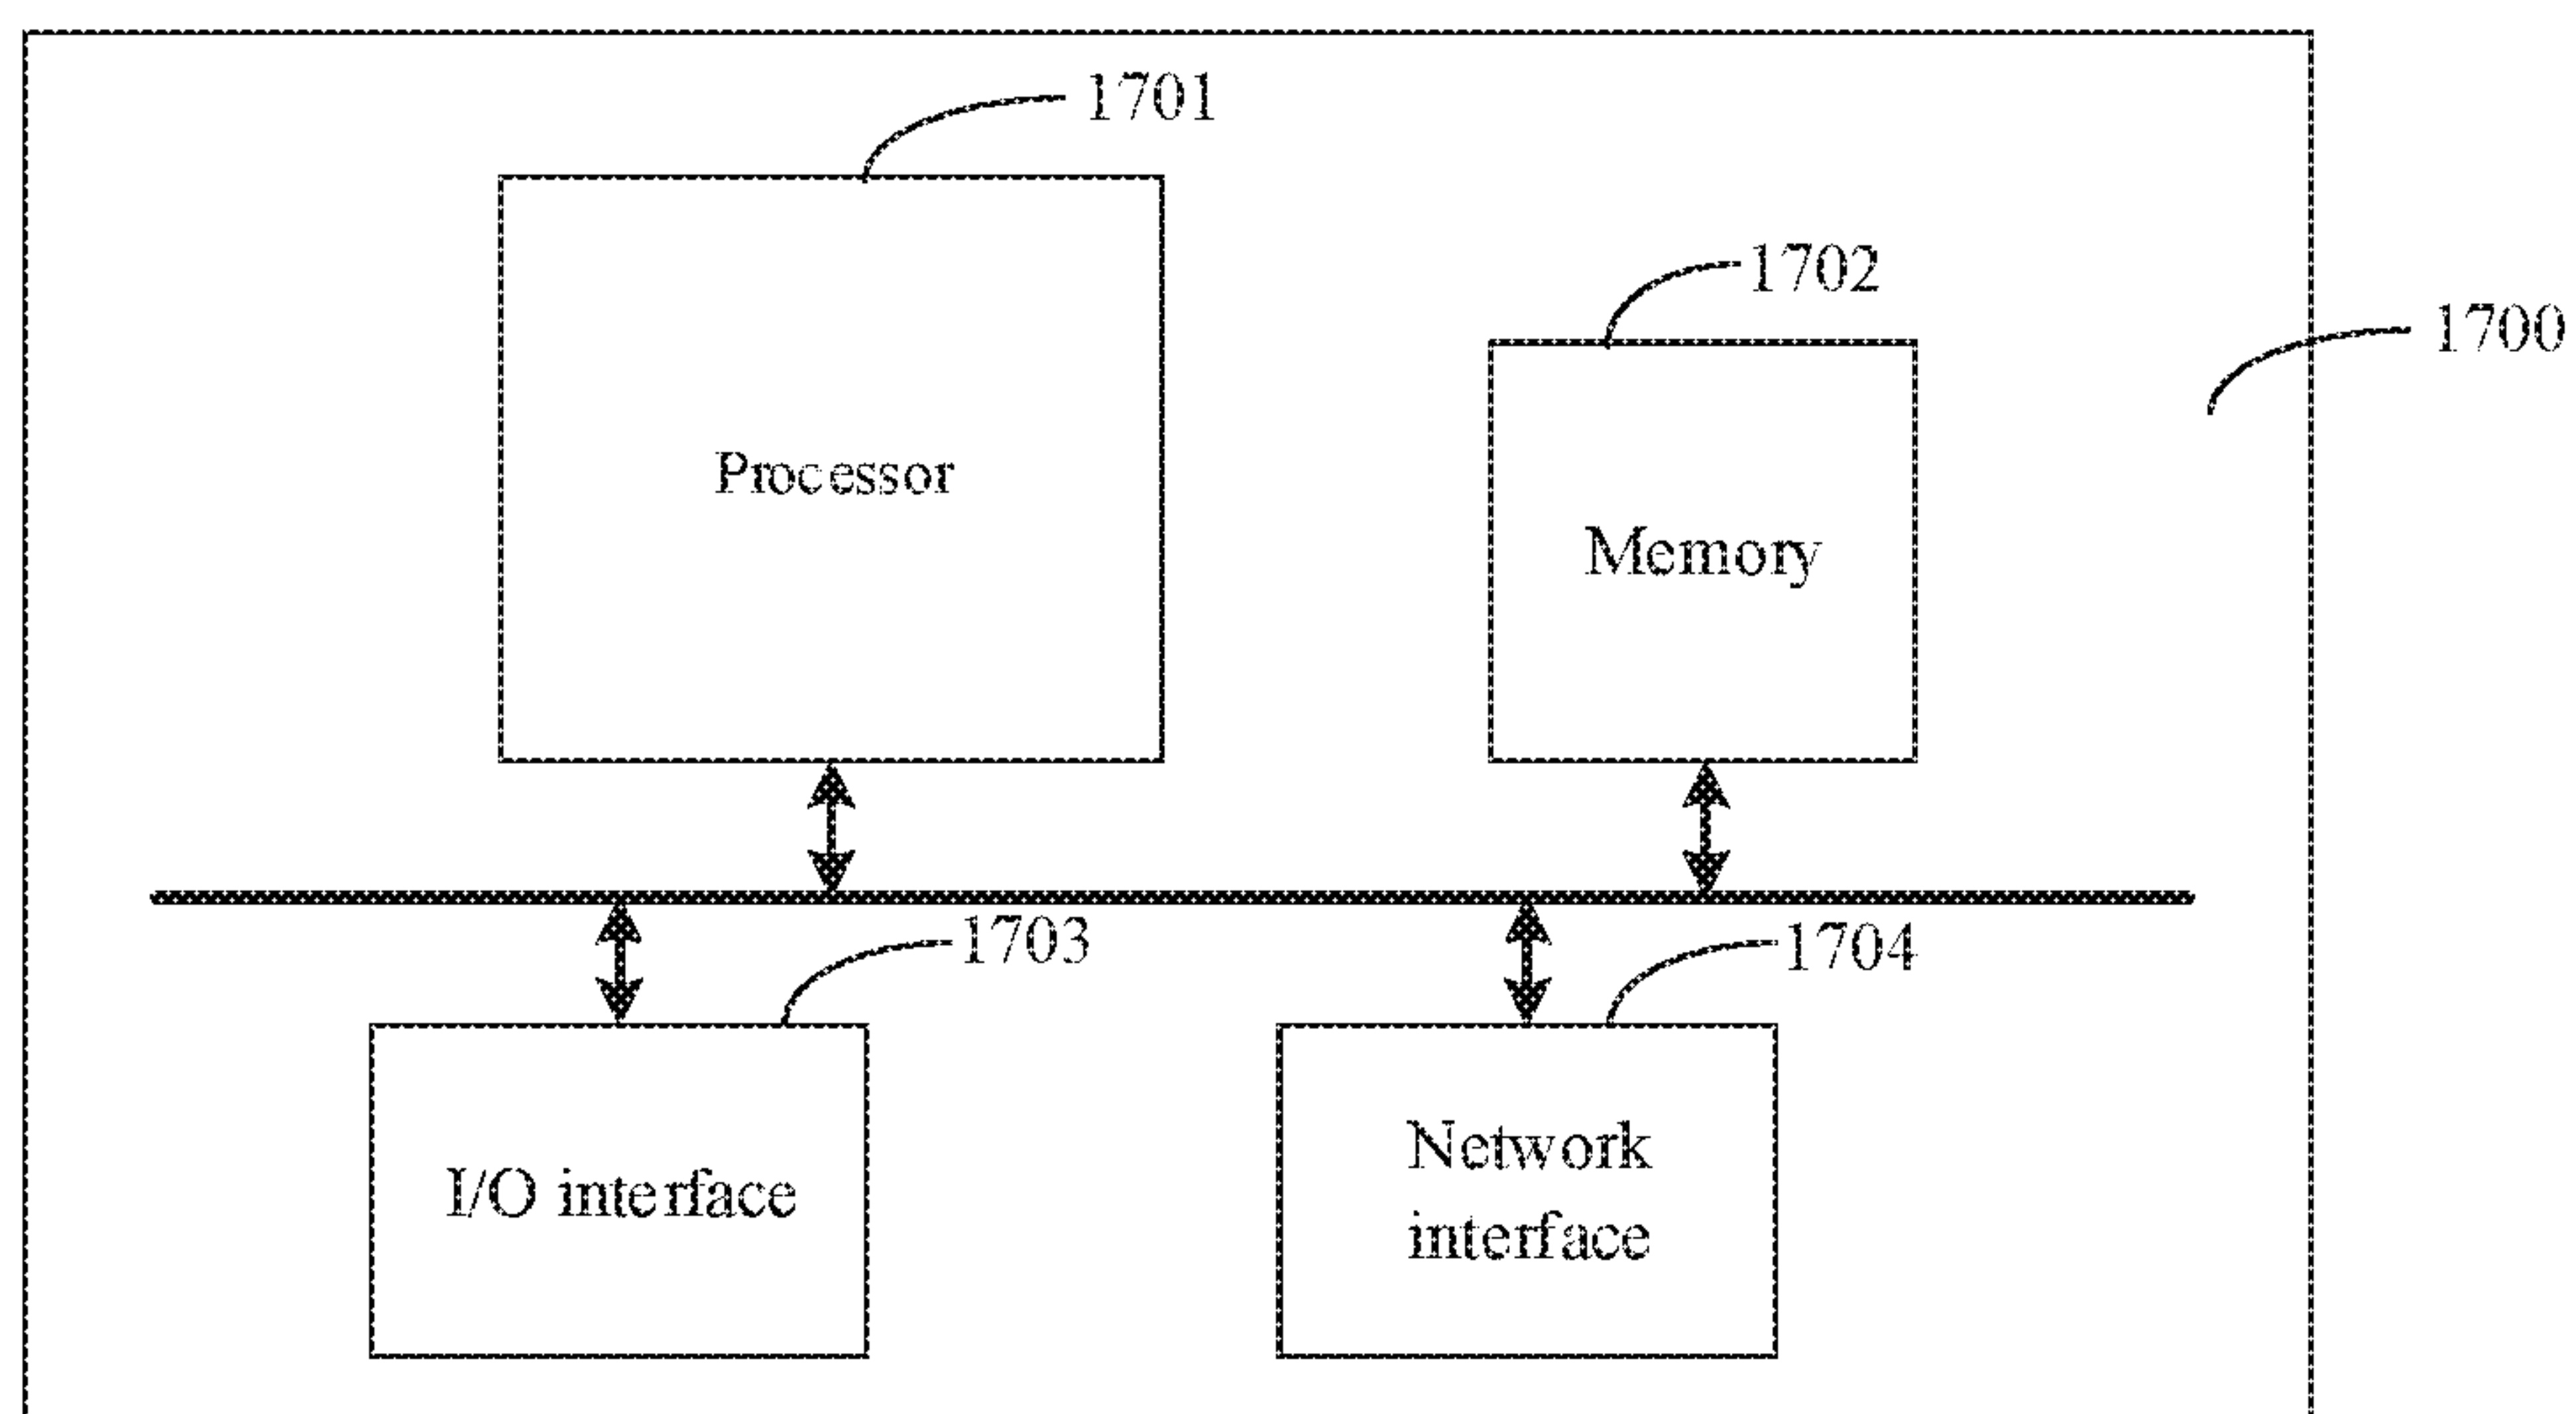 1701
1702
1700
Processor
Memory
1703
1704
I/O interface
Network
interface